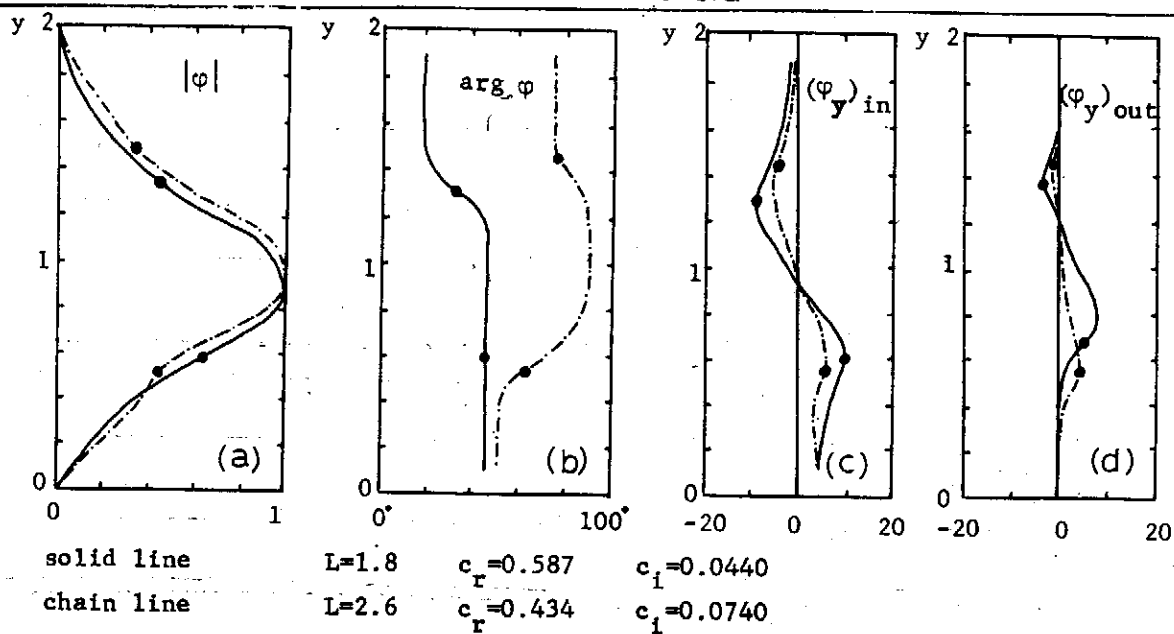 y 2 y 2 y 2 y 2
|φ| arg φ (φy)in (φy)out
1 1 1 1
0 (a) 0 (b) 0 (c) 0 (d)
0 1 0° 100° -20 0 20 -20 0 20
solid line L=1.8 cr=0.587 ci=0.0440
chain line L=2.6 cr=0.434 ci=0.0740